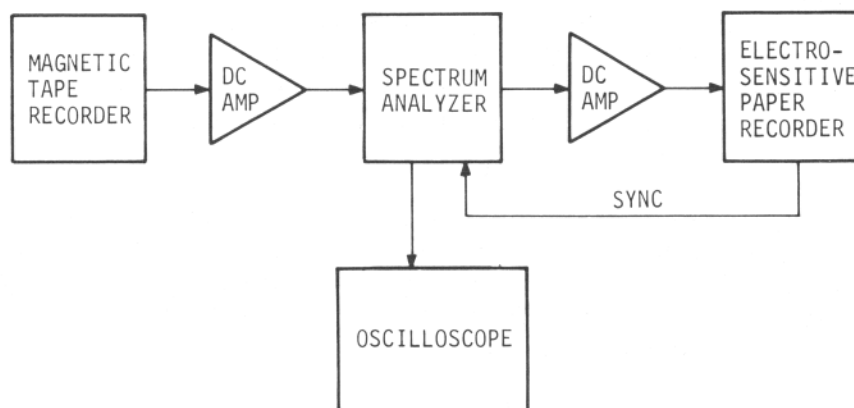 MAGNETIC
TAPE
RECORDER
DC
AMP
SPECTRUM
ANALYZER
DC
AMP
ELECTRO-
SENSITIVE
PAPER
RECORDER
SYNC
OSCILLOSCOPE